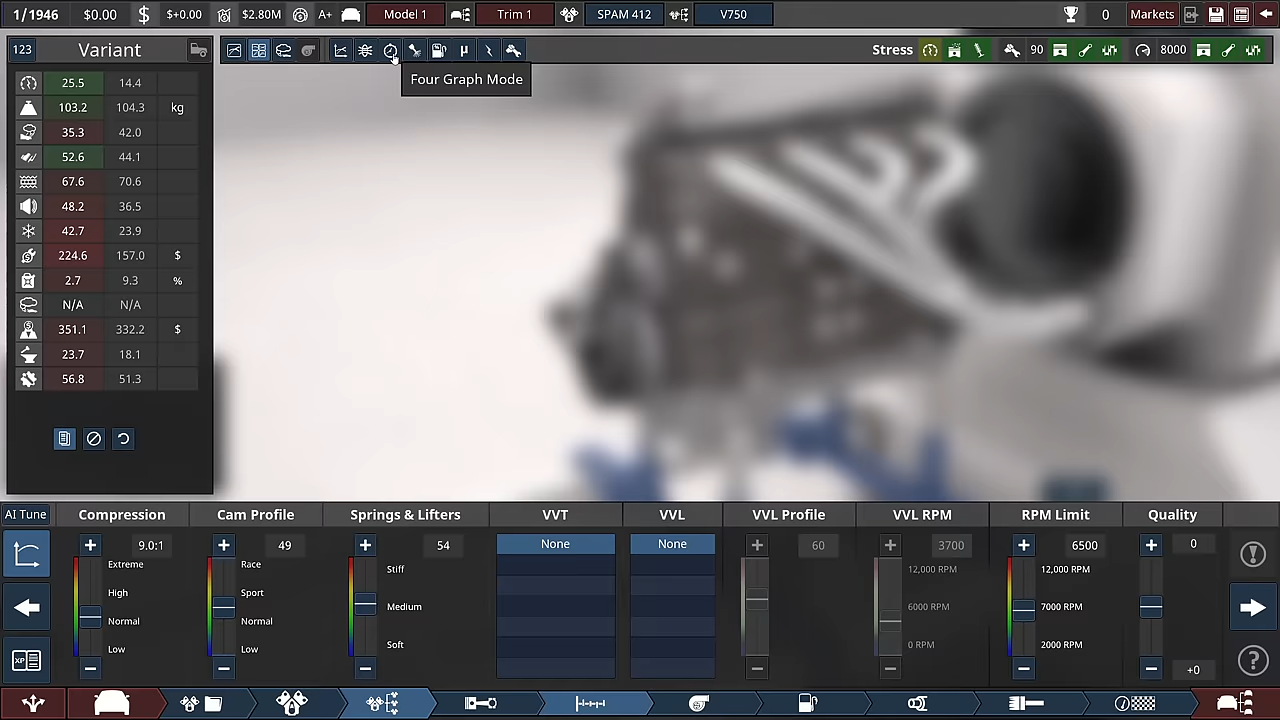 1/1946 $0.00 $+0.00 $2.80M A+ Model 1 Trim 1 SPAM 412 V750 0 Markets
123 Variant Stress 90 8000
Four Graph Mode
25.5 14.4
103.2 104.3 kg
35.3 42.0
52.6 44.1
67.6 70.6
48.2 36.5
42.7 23.9
224.6 157.0 $
2.7 9.3 %
N/A N/A
351.1 332.2 $
23.7 18.1
56.8 51.3
AI Tune Compression Cam Profile Springs & Lifters VVT VVL VVL Profile VVL RPM RPM Limit Quality
+ 9.0:1 + 49 + 54 None None + 60 + 3700 + 6500 + 0
Extreme Race Stiff 12,000 RPM 12,000 RPM
High Sport
Medium 6000 RPM 7000 RPM
Normal Normal
Low Low Soft 0 RPM 2000 RPM
XP +0